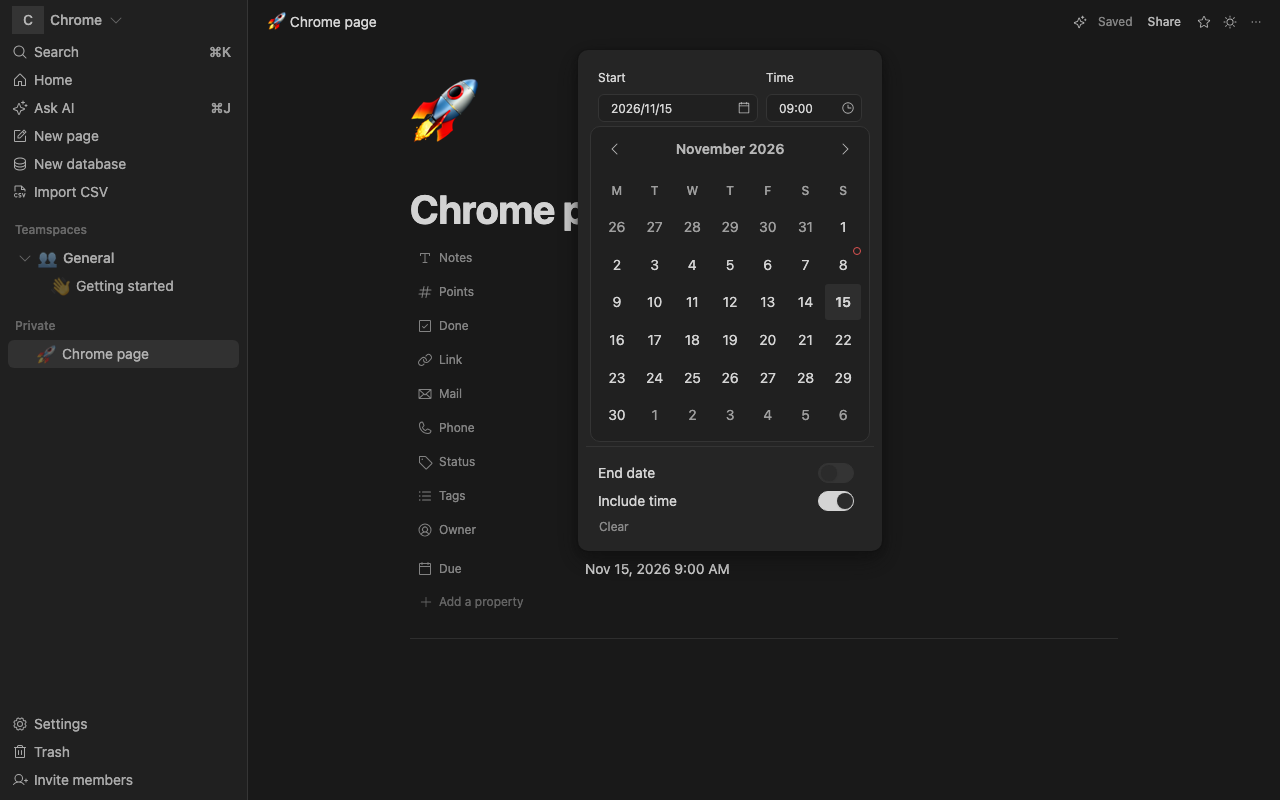 C Chrome
Search ⌘K
Home
Ask AI ⌘J
New page
New database
CSV Import CSV
Teamspaces
General
Getting started
Private
Chrome page
Settings
Trash
Invite members
Chrome page
Saved Share
Chrome p
Notes
Points
Done
Link
Mail
Phone
Status
Tags
Owner
Due Nov 15, 2026 9:00 AM
Add a property
Start Time
2026/11/15 09:00
November 2026
M T W T F S S
26 27 28 29 30 31 1
2 3 4 5 6 7 8
9 10 11 12 13 14 15
16 17 18 19 20 21 22
23 24 25 26 27 28 29
30 1 2 3 4 5 6
End date
Include time
Clear